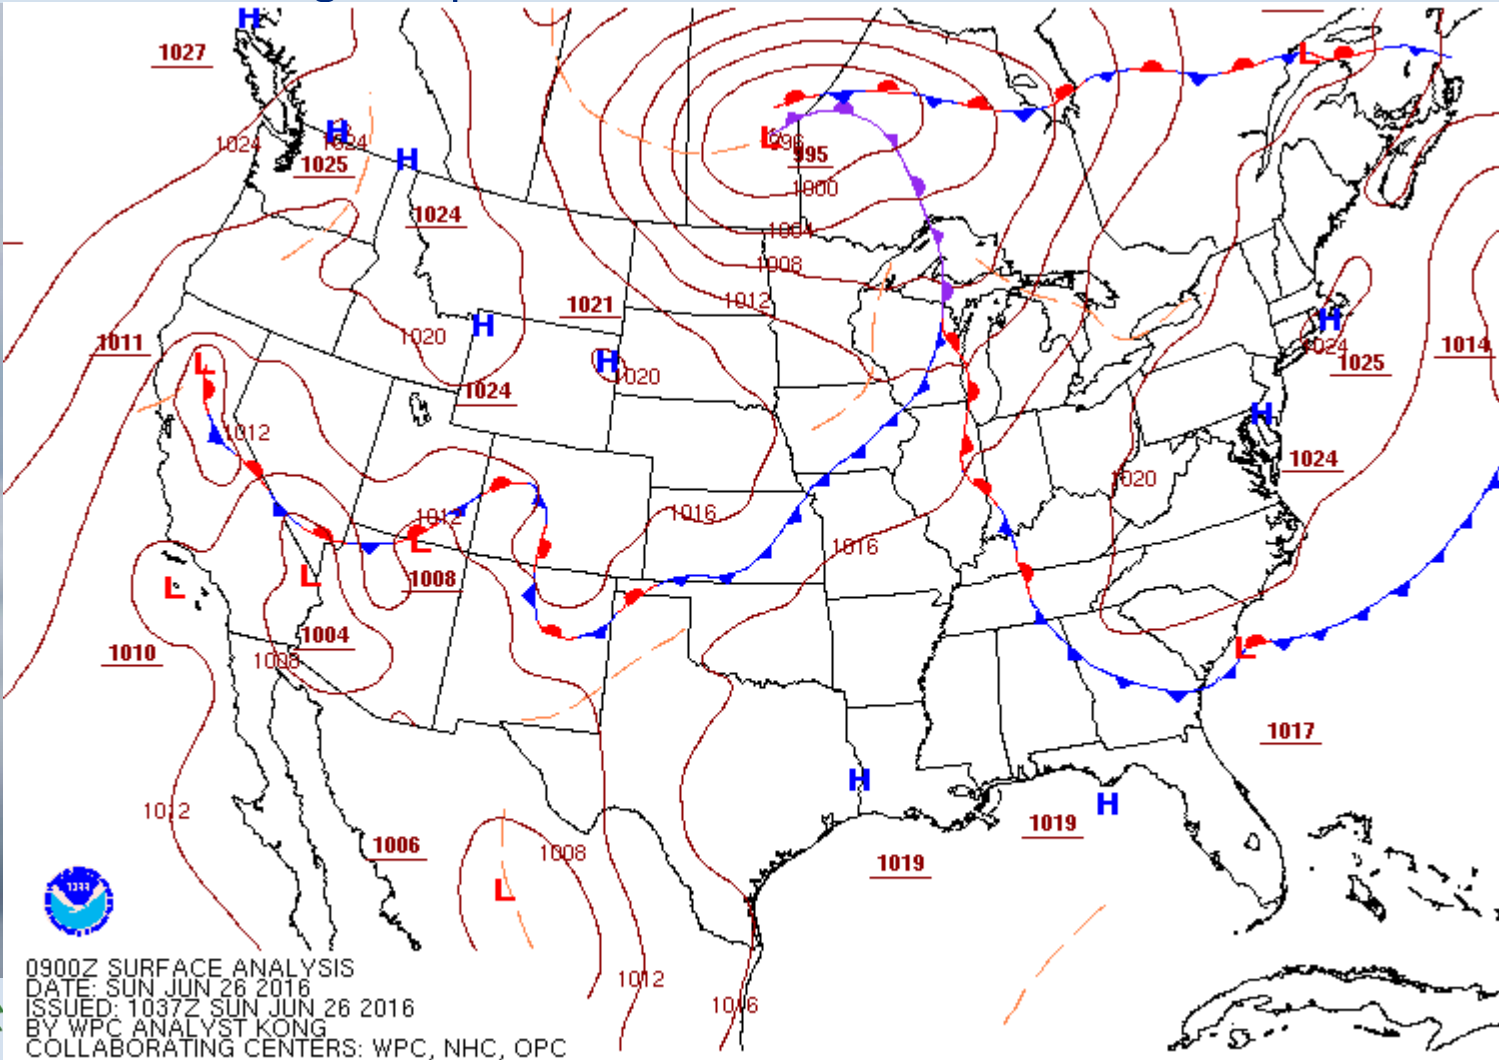 H
1027
1024
H
1024
1025
H
1024
L
996
995
1000
1004
1008
1012
L
1011
1021
1020
H
H
1020
1024
H
1024
1025
1014
L
1012
H
1024
1020
1016
1016
1012
L
1008
L
L
1004
1010
1008
L
1017
H
H
1012
1019
1006
1008
1019
L
1012
1016
0900Z SURFACE ANALYSIS
DATE: SUN JUN 26 2016
ISSUED: 1037Z SUN JUN 26 2016
BY WPC ANALYST KONG
COLLABORATING CENTERS: WPC, NHC, OPC